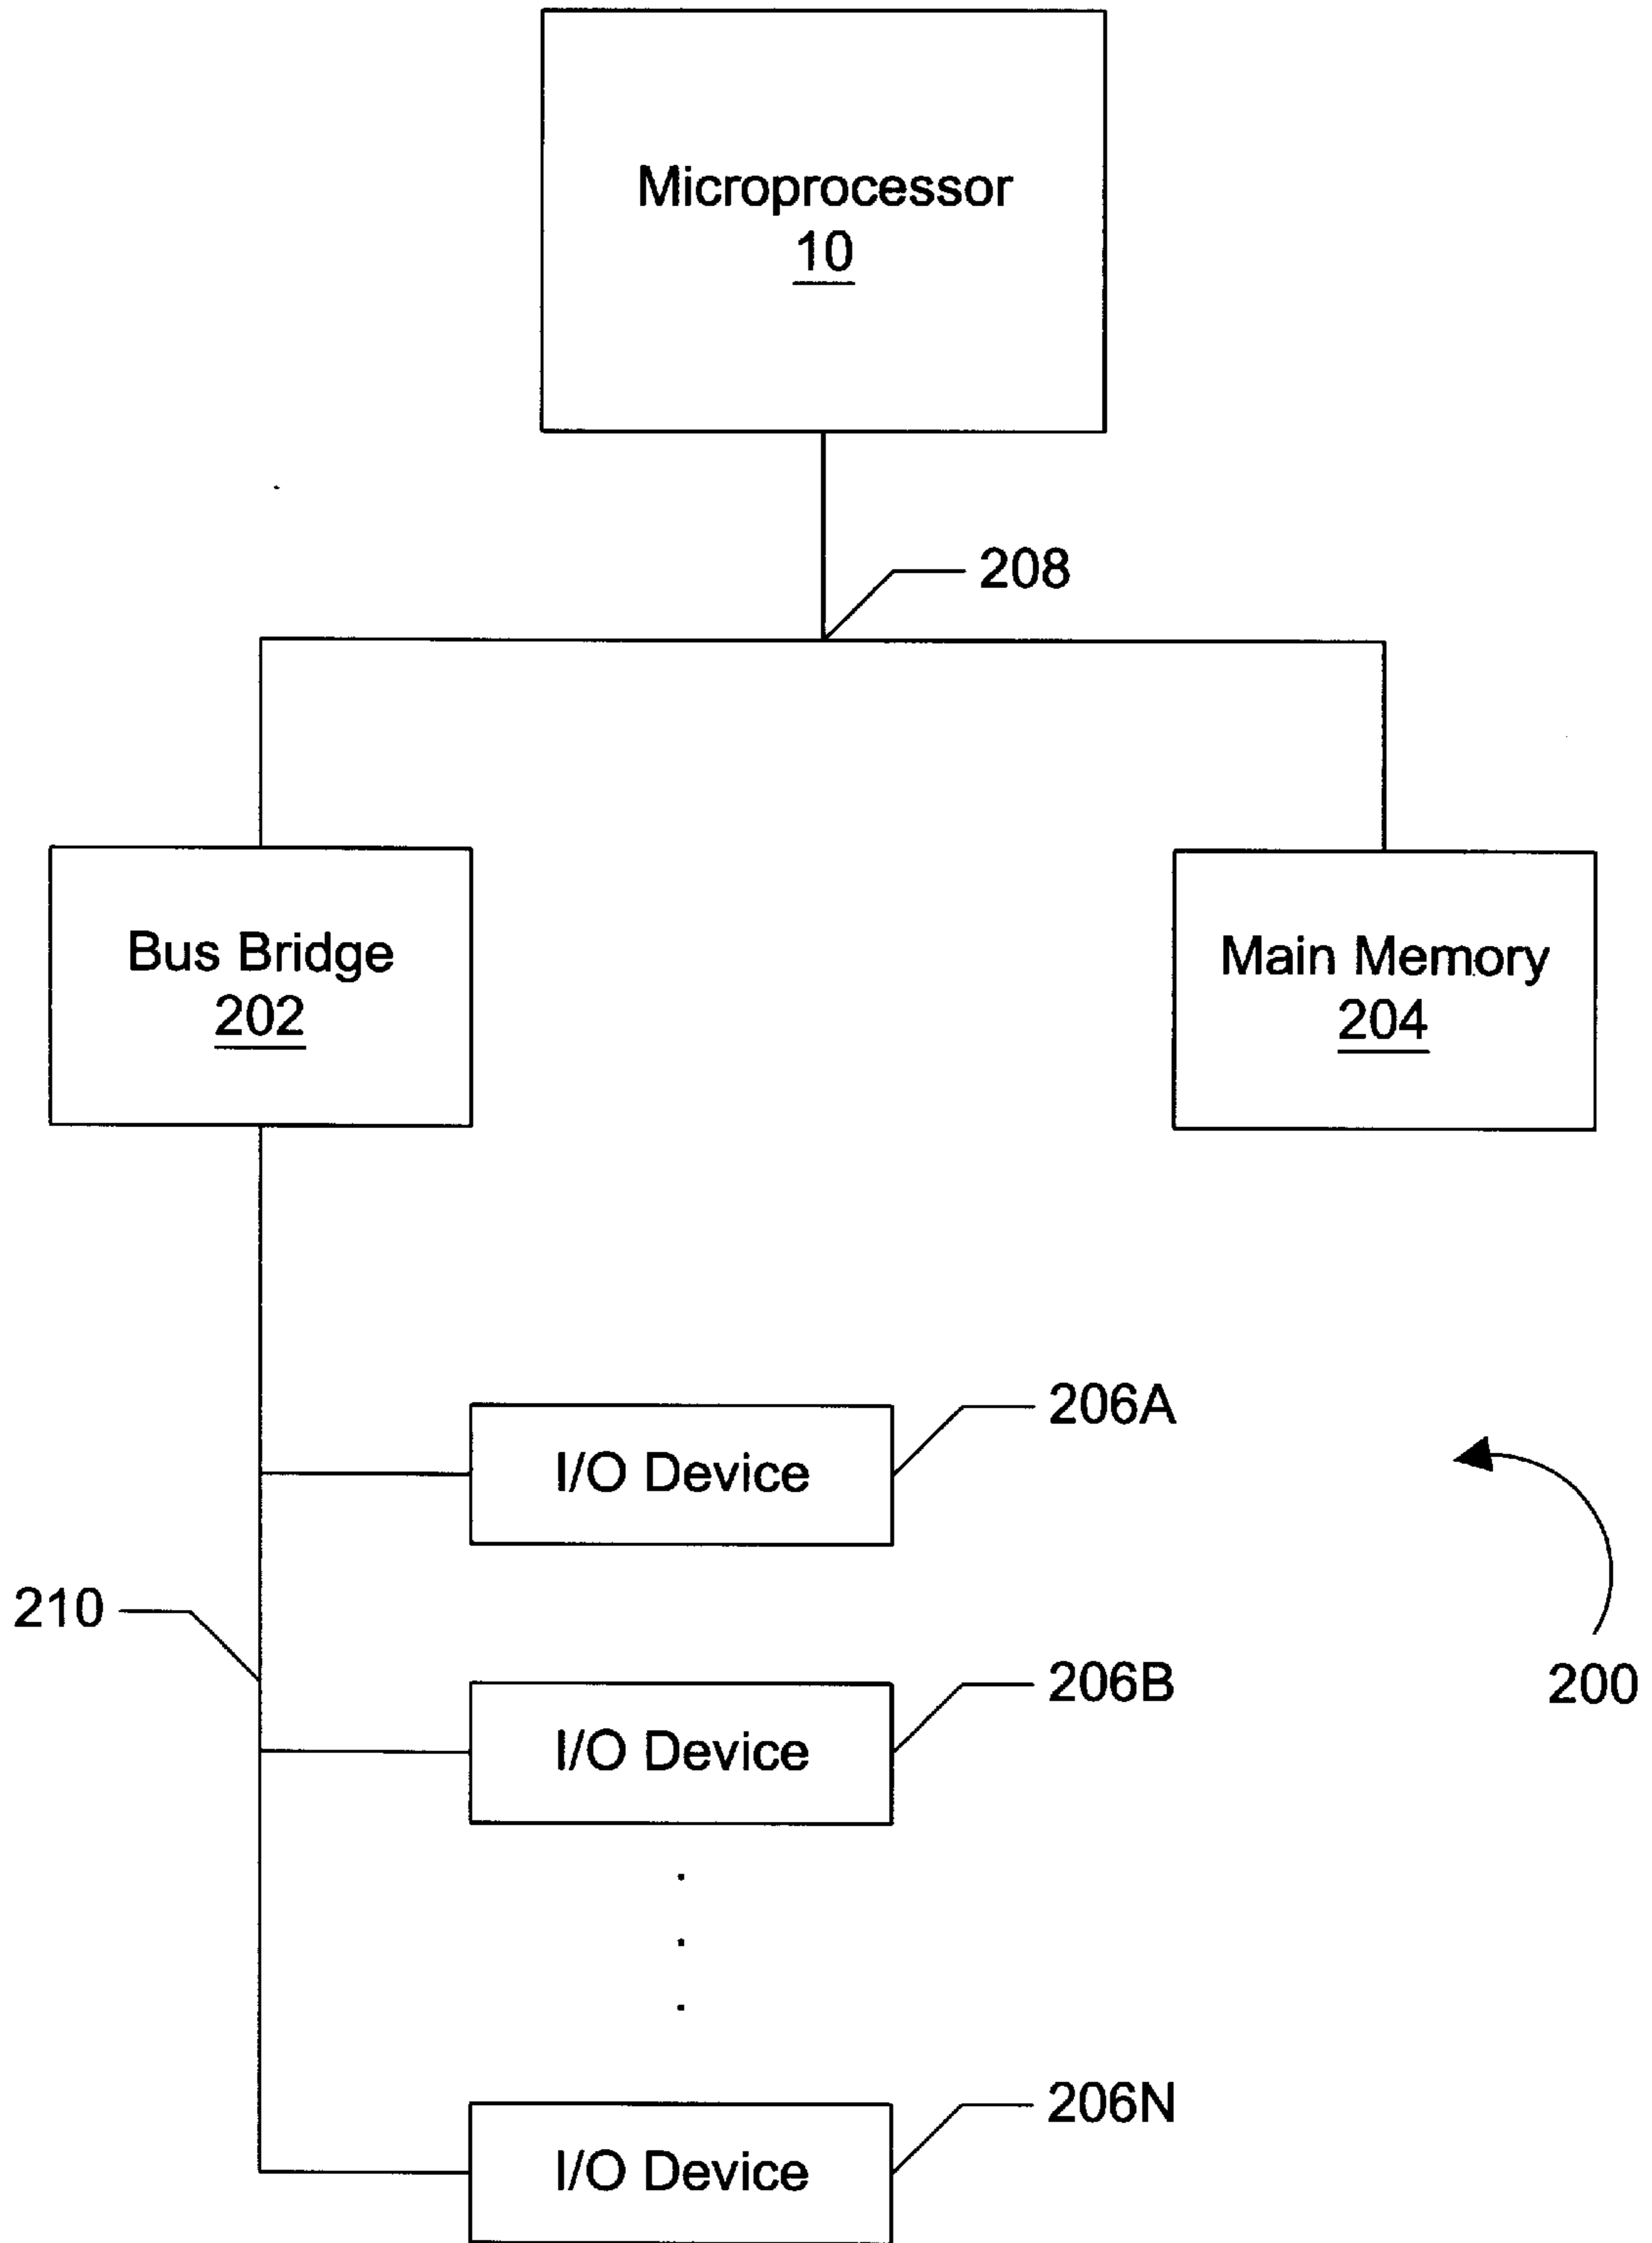 Microprocessor
10
208
Bus Bridge
202
Main Memory
204
206A
I/O Device
210
206B
I/O Device
200
206N
I/O Device